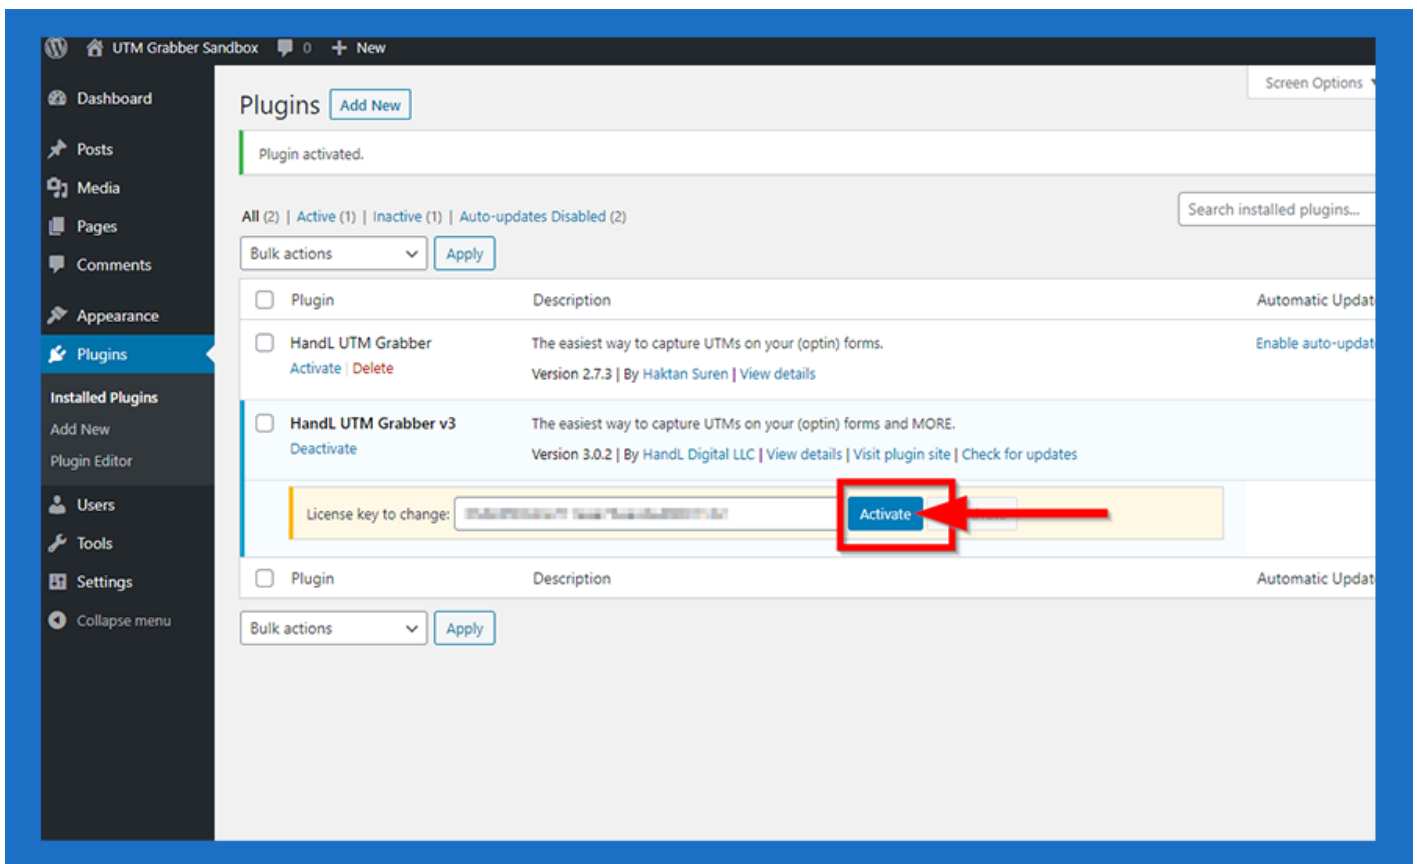 UTM Grabber Sandbox 0 New
Screen Options
Dashboard
Posts
Media
Pages
Comments
Appearance
Plugins
Installed Plugins
Add New
Plugin Editor
Users
Tools
Settings
Collapse menu
Plugins Add New
Plugin activated.
All (2) | Active (1) | Inactive (1) | Auto-updates Disabled (2)
Search installed plugins...
Bulk actions Apply
Plugin Description Automatic Updat
HandL UTM Grabber The easiest way to capture UTMs on your (optin) forms. Enable auto-updat
Activate | Delete Version 2.7.3 | By Haktan Suren | View details
HandL UTM Grabber v3 The easiest way to capture UTMs on your (optin) forms and MORE.
Deactivate Version 3.0.2 | By HandL Digital LLC | View details | Visit plugin site | Check for updates
License key to change: Activate
Plugin Description Automatic Updat
Bulk actions Apply